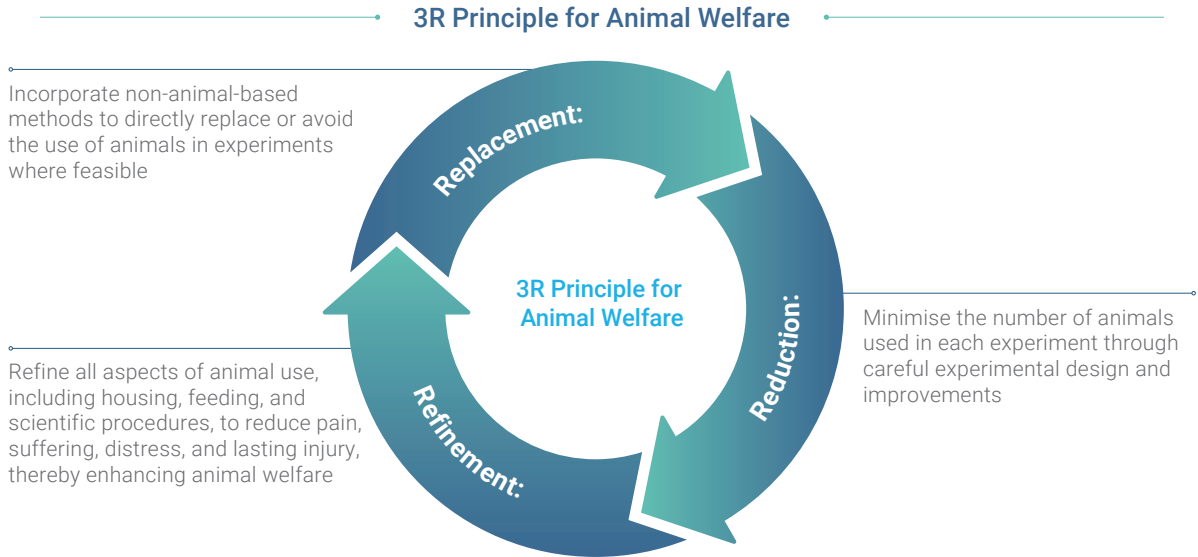 3R Principle for Animal Welfare
Replacement:
Incorporate non-animal-based
methods to directly replace or avoid
the use of animals in experiments
where feasible
3R Principle for
Animal Welfare
Reduction:
Minimise the number of animals
used in each experiment through
careful experimental design and
improvements
Refinement:
Refine all aspects of animal use,
including housing, feeding, and
scientific procedures, to reduce pain,
suffering, distress, and lasting injury,
thereby enhancing animal welfare